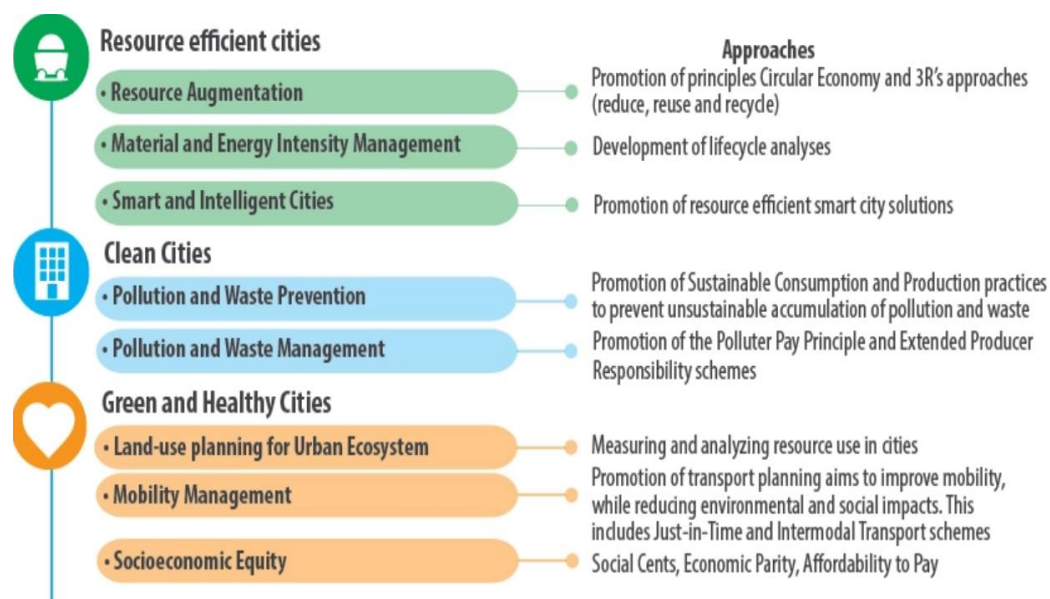 Resource efficient cities
Approaches
• Resource Augmentation
Promotion of principles Circular Economy and 3R's approaches
(reduce, reuse and recycle)
• Material and Energy Intensity Management
Development of lifecycle analyses
• Smart and Intelligent Cities
Promotion of resource efficient smart city solutions
Clean Cities
• Pollution and Waste Prevention
Promotion of Sustainable Consumption and Production practices
to prevent unsustainable accumulation of pollution and waste
• Pollution and Waste Management
Promotion of the Polluter Pay Principle and Extended Producer
Responsibility schemes
Green and Healthy Cities
• Land-use planning for Urban Ecosystem
Measuring and analyzing resource use in cities
• Mobility Management
Promotion of transport planning aims to improve mobility,
while reducing environmental and social impacts. This
includes Just-in-Time and Intermodal Transport schemes
• Socioeconomic Equity
Social Cents, Economic Parity, Affordability to Pay